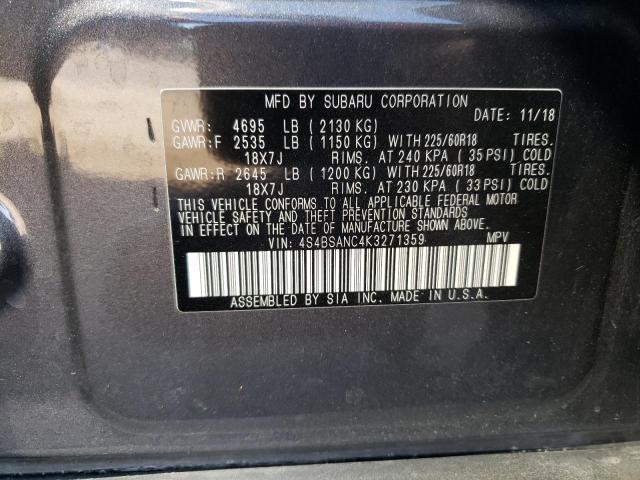 MFD BY SUBARU CORPORATION
DATE: 11/18
GVWR: 4695 LB (2130 KG)
GAWR:F 2535 LB (1150 KG) WITH 225/60R18 TIRES.
18X7J RIMS. AT 240 KPA (35 PSI) COLD
GAWR:R 2645 LB (1200 KG) WITH 225/60R18 TIRES.
18X7J RIMS. AT 230 KPA (33 PSI) COLD
THIS VEHICLE CONFORMS TO ALL APPLICABLE FEDERAL MOTOR
VEHICLE SAFETY AND THEFT PREVENTION STANDARDS
IN EFFECT ON THE DATE OF MANUFACTURE SHOWN ABOVE.
VIN: 4S4BSANC4K3271359 MPV
ASSEMBLED BY SIA INC. MADE IN U.S.A.